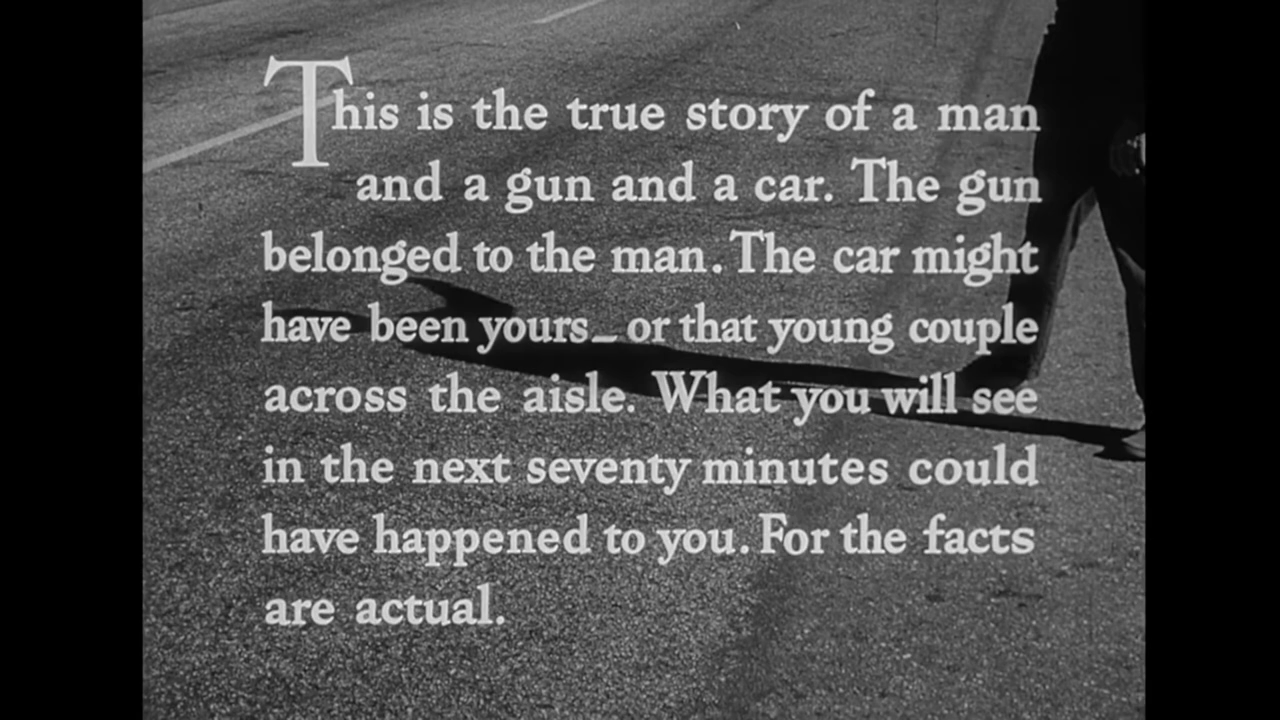 This is the true story of a man
and a gun and a car. The gun
belonged to the man. The car might
have been yours—or that young couple
across the aisle. What you will see
in the next seventy minutes could
have happened to you. For the facts
are actual.